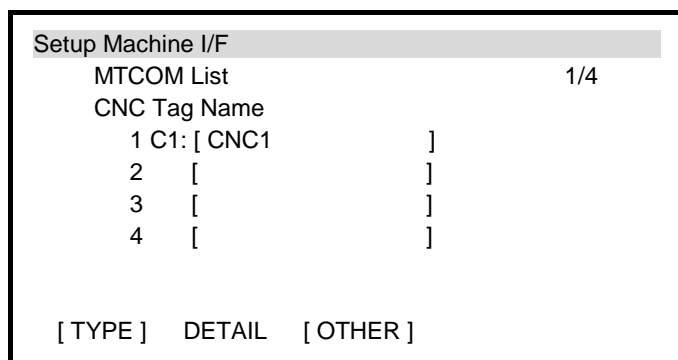 Setup Machine I/F
MTCOM List 1/4
CNC Tag Name
1 C1: [ CNC1 ]
2 [ ]
3 [ ]
4 [ ]
[ TYPE ] DETAIL [ OTHER ]